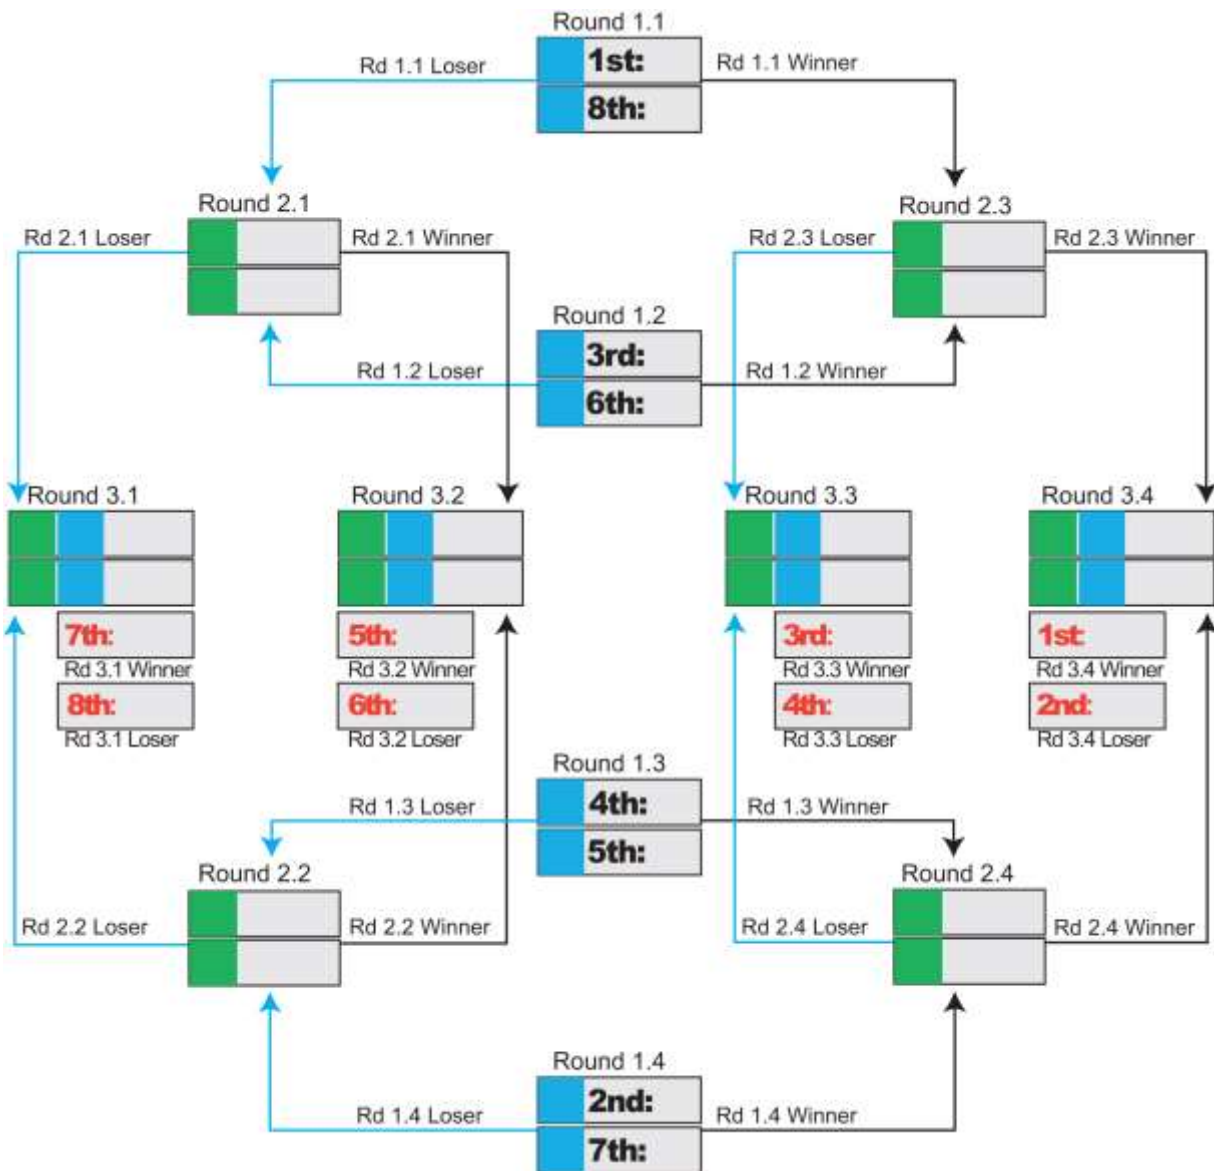 Round 1.1
Rd 1.1 Loser
1st:
Rd 1.1 Winner
8th:
Round 2.1
Round 2.3
Rd 2.1 Loser
Rd 2.1 Winner
Rd 2.3 Loser
Rd 2.3 Winner
Round 1.2
3rd:
Rd 1.2 Loser
Rd 1.2 Winner
6th:
Round 3.1
Round 3.2
Round 3.3
Round 3.4
7th:
5th:
3rd:
1st:
Rd 3.1 Winner
Rd 3.2 Winner
Rd 3.3 Winner
Rd 3.4 Winner
8th:
6th:
4th:
2nd:
Rd 3.1 Loser
Rd 3.2 Loser
Rd 3.3 Loser
Rd 3.4 Loser
Round 1.3
Rd 1.3 Loser
4th:
Rd 1.3 Winner
5th:
Round 2.2
Round 2.4
Rd 2.2 Loser
Rd 2.2 Winner
Rd 2.4 Loser
Rd 2.4 Winner
Round 1.4
2nd:
Rd 1.4 Loser
Rd 1.4 Winner
7th: